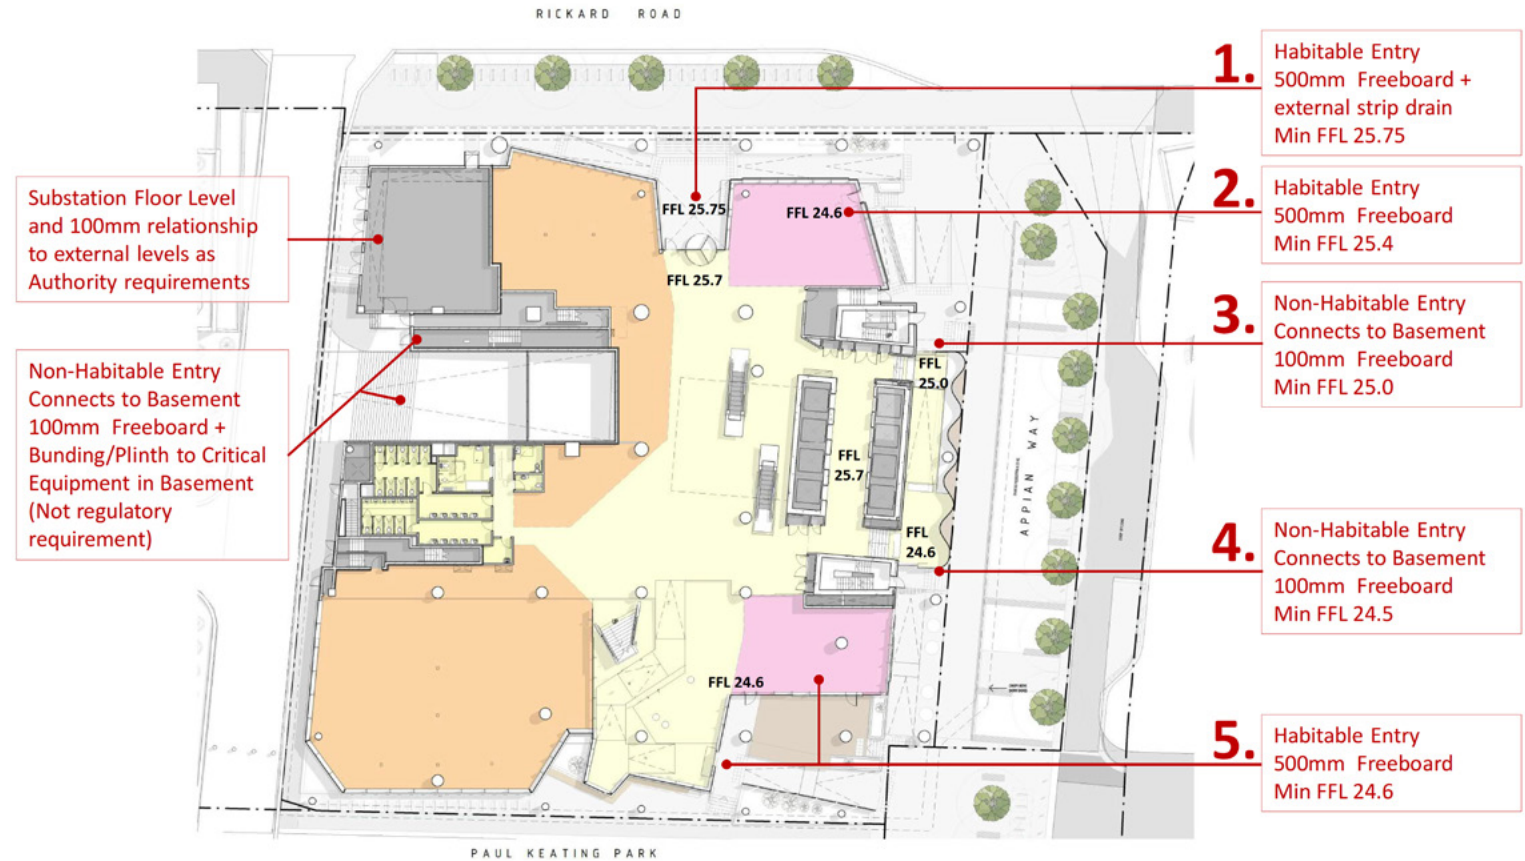 RICKARD ROAD
1.
Habitable Entry
500mm Freeboard +
external strip drain
Min FFL 25.75
2.
Habitable Entry
500mm Freeboard
Min FFL 25.4
3.
Non-Habitable Entry
Connects to Basement
100mm Freeboard
Min FFL 25.0
4.
Non-Habitable Entry
Connects to Basement
100mm Freeboard
Min FFL 24.5
5.
Habitable Entry
500mm Freeboard
Min FFL 24.6
Substation Floor Level
and 100mm relationship
to external levels as
Authority requirements
Non-Habitable Entry
Connects to Basement
100mm Freeboard +
Bunding/Plinth to Critical
Equipment in Basement
(Not regulatory
requirement)
FFL 25.75
FFL 24.6
FFL 25.7
FFL
25.0
FFL
25.7
FFL
24.6
FFL 24.6
APPIAN WAY
PAUL KEATING PARK